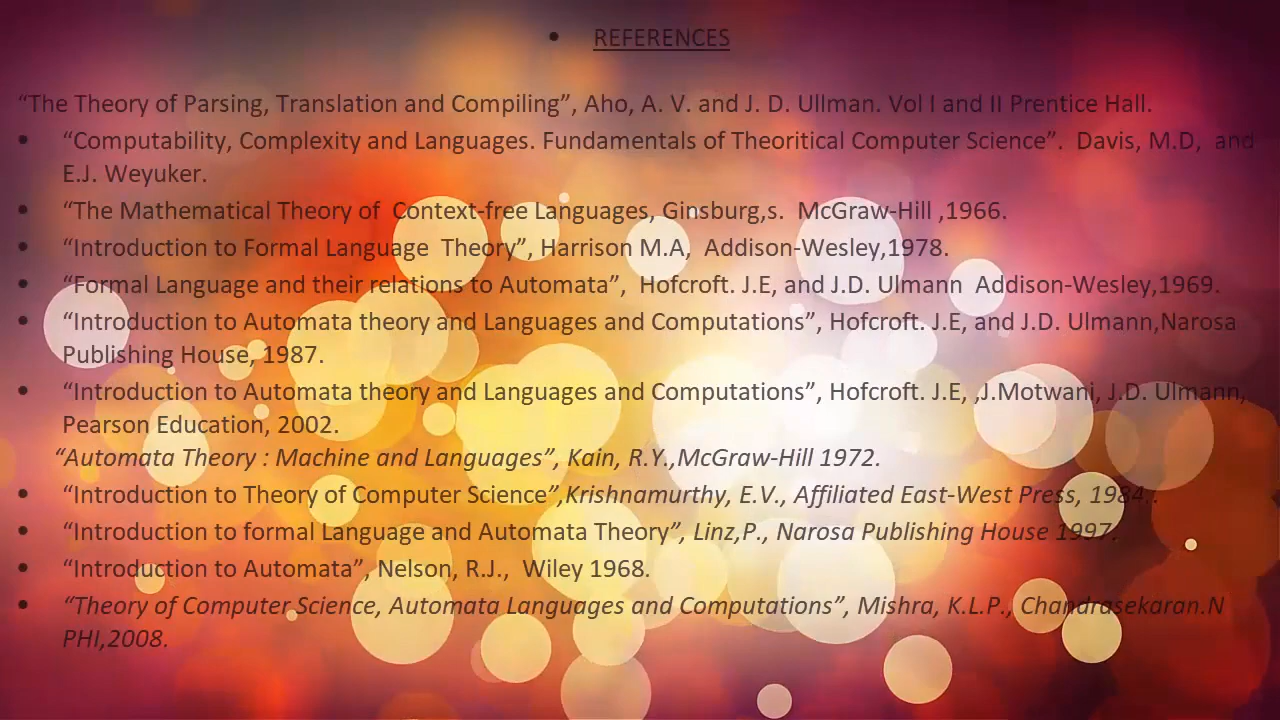 • REFERENCES
“The Theory of Parsing, Translation and Compiling”, Aho, A. V. and J. D. Ullman. Vol I and II Prentice Hall.
• “Computability, Complexity and Languages. Fundamentals of Theoritical Computer Science”. Davis, M.D, and
E.J. Weyuker.
• “The Mathematical Theory of Context-free Languages, Ginsburg,s. McGraw-Hill ,1966.
• “Introduction to Formal Language Theory”, Harrison M.A, Addison-Wesley,1978.
• “Formal Language and their relations to Automata”, Hofcroft. J.E, and J.D. Ulmann Addison-Wesley,1969.
• “Introduction to Automata theory and Languages and Computations”, Hofcroft. J.E, and J.D. Ulmann,Narosa
Publishing House, 1987.
• “Introduction to Automata theory and Languages and Computations”, Hofcroft. J.E, ,J.Motwani, J.D. Ulmann,
Pearson Education, 2002.
“Automata Theory : Machine and Languages”, Kain, R.Y.,McGraw-Hill 1972.
• “Introduction to Theory of Computer Science”,Krishnamurthy, E.V., Affiliated East-West Press, 1984. .
• “Introduction to formal Language and Automata Theory”, Linz,P., Narosa Publishing House 1997.
• “Introduction to Automata”, Nelson, R.J., Wiley 1968.
• “Theory of Computer Science, Automata Languages and Computations”, Mishra, K.L.P., Chandrasekaran.N
PHI,2008.